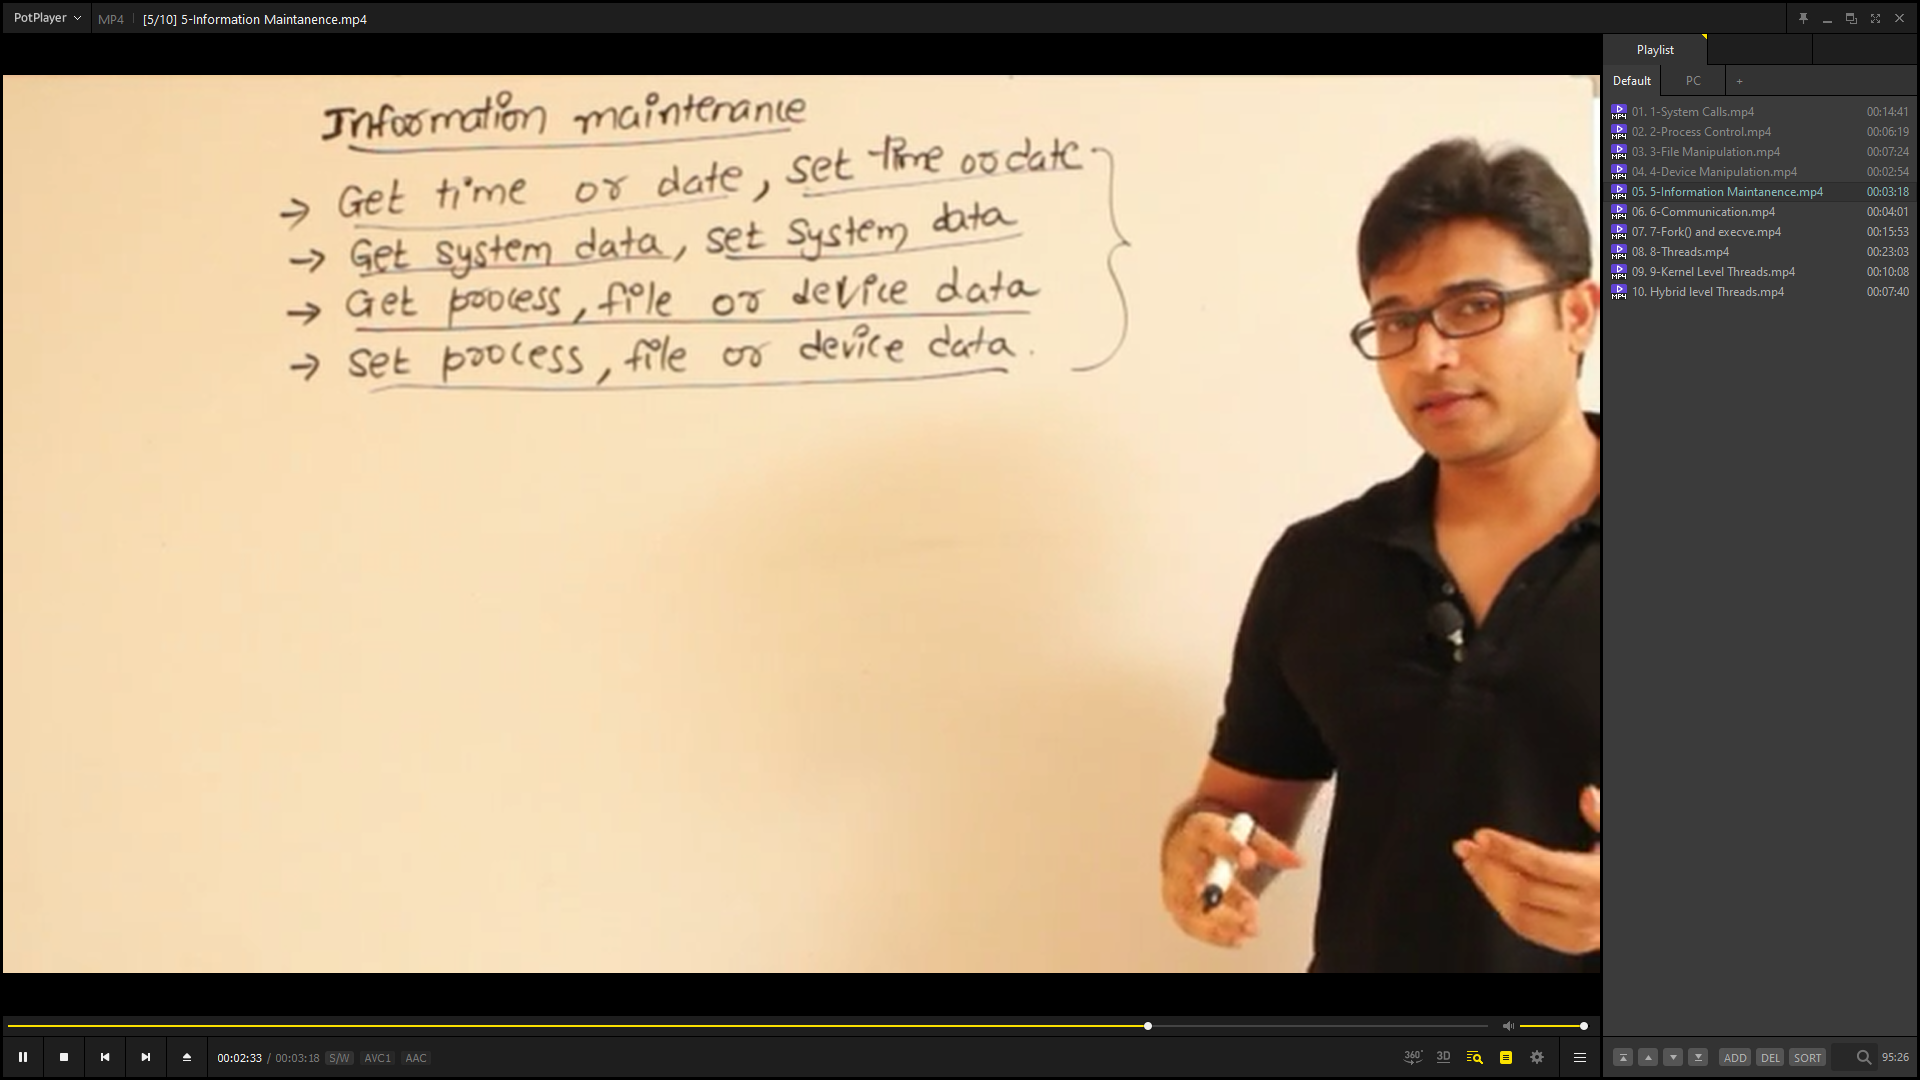 PotPlayer MP4 [5/10] 5-Information Maintanence.mp4
Information maintenance
→ Get time or date, set time or date
→ Get system data, set system data
→ Get process, file or device data
→ set process, file or device data.
Playlist
Default PC +
01. 1-System Calls.mp4 00:14:41
02. 2-Process Control.mp4 00:06:19
03. 3-File Manipulation.mp4 00:07:24
04. 4-Device Manipulation.mp4 00:02:54
05. 5-Information Maintanence.mp4 00:03:18
06. 6-Communication.mp4 00:04:01
07. 7-Fork() and execve.mp4 00:15:53
08. 8-Threads.mp4 00:23:03
09. 9-Kernel Level Threads.mp4 00:10:08
10. Hybrid level Threads.mp4 00:07:40
00:02:33 / 00:03:18 S/W AVC1 AAC
360° 3D
ADD DEL SORT 95:26